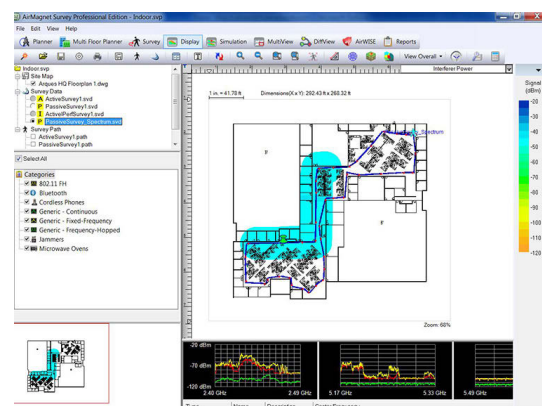 AirMagnet Survey Professional Edition - Indoor.svp
File Edit View Help
Planner Multi Floor Planner Survey Display Simulation MultiView DiffView AirWISE Reports
View Overall
Indoor.svp
Site Map
Arques HQ Floorplan 1.dwg
Survey Data
ActiveSurvey1.svd
PassiveSurvey1.svd
ActivePerfSurvey1.svd
PassiveSurvey_Spectrum.svd
Survey Path
ActiveSurvey1.path
PassiveSurvey1.path
Select All
Categories
802.11 FH
Bluetooth
Cordless Phones
Generic - Continuous
Generic - Fixed-Frequency
Generic - Frequency-Hopped
Jammers
Microwave Ovens
Interferer Power
1 in. = 41.78 ft Dimensions(X x Y): 292.43 ft x 268.32 ft
Spectrum
Zoom: 66%
Signal
(dBm)
-20
-30
-40
-50
-60
-70
-80
-90
-100
-110
-120
-20 dBm
-70 dBm
-120 dBm
2.40 GHz 2.49 GHz 5.17 GHz 5.33 GHz 5.49 GHz